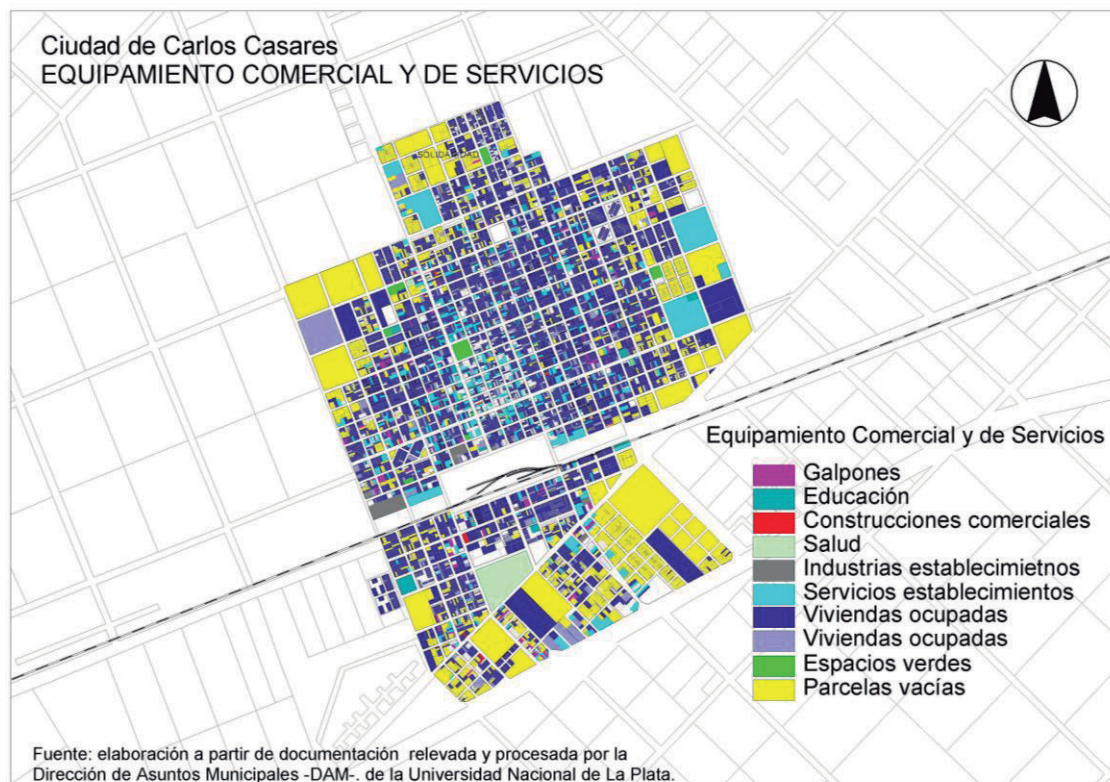 Ciudad de Carlos Casares
EQUIPAMIENTO COMERCIAL Y DE SERVICIOS
SOLIDARIDAD
Equipamiento Comercial y de Servicios
Galpones
Educación
Construcciones comerciales
Salud
Industrias establecimietnos
Servicios establecimientos
Viviendas ocupadas
Viviendas ocupadas
Espacios verdes
Parcelas vacías
Fuente: elaboración a partir de documentación relevada y procesada por la
Dirección de Asuntos Municipales -DAM-. de la Universidad Nacional de La Plata.